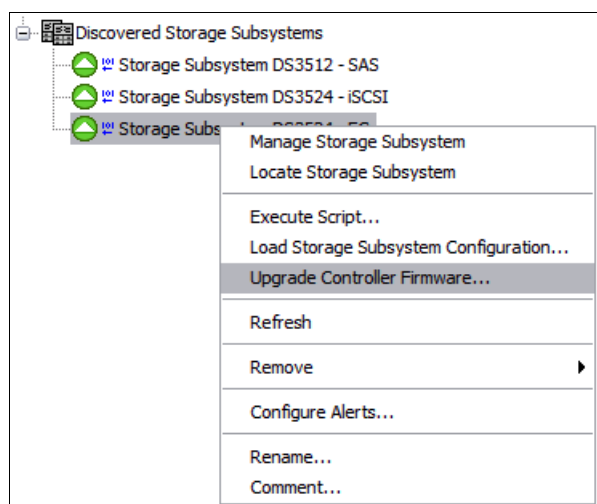 Discovered Storage Subsystems
Storage Subsystem DS3512 - SAS
Storage Subsystem DS3524 - iSCSI
Storage
Manage Storage Subsystem
Locate Storage Subsystem
Execute Script...
Load Storage Subsystem Configuration...
Upgrade Controller Firmware...
Refresh
Remove
Configure Alerts...
Rename...
Comment...